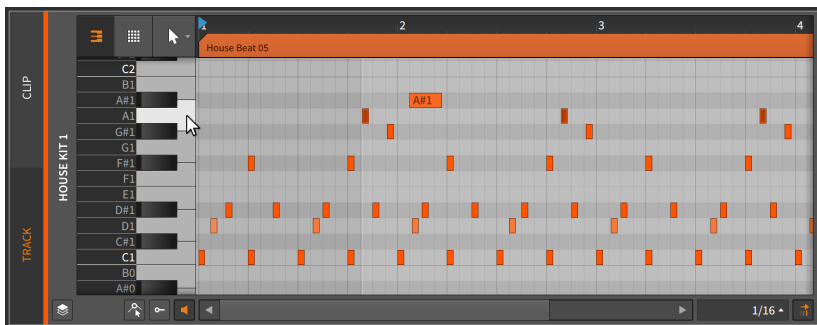 1 2 3 4
House Beat 05
CLIP
TRACK
HOUSE KIT 1
C2
B1
A#1
A#1
A1
G#1
G1
F#1
F1
E1
D#1
D1
C#1
C1
B0
A#0
1/16